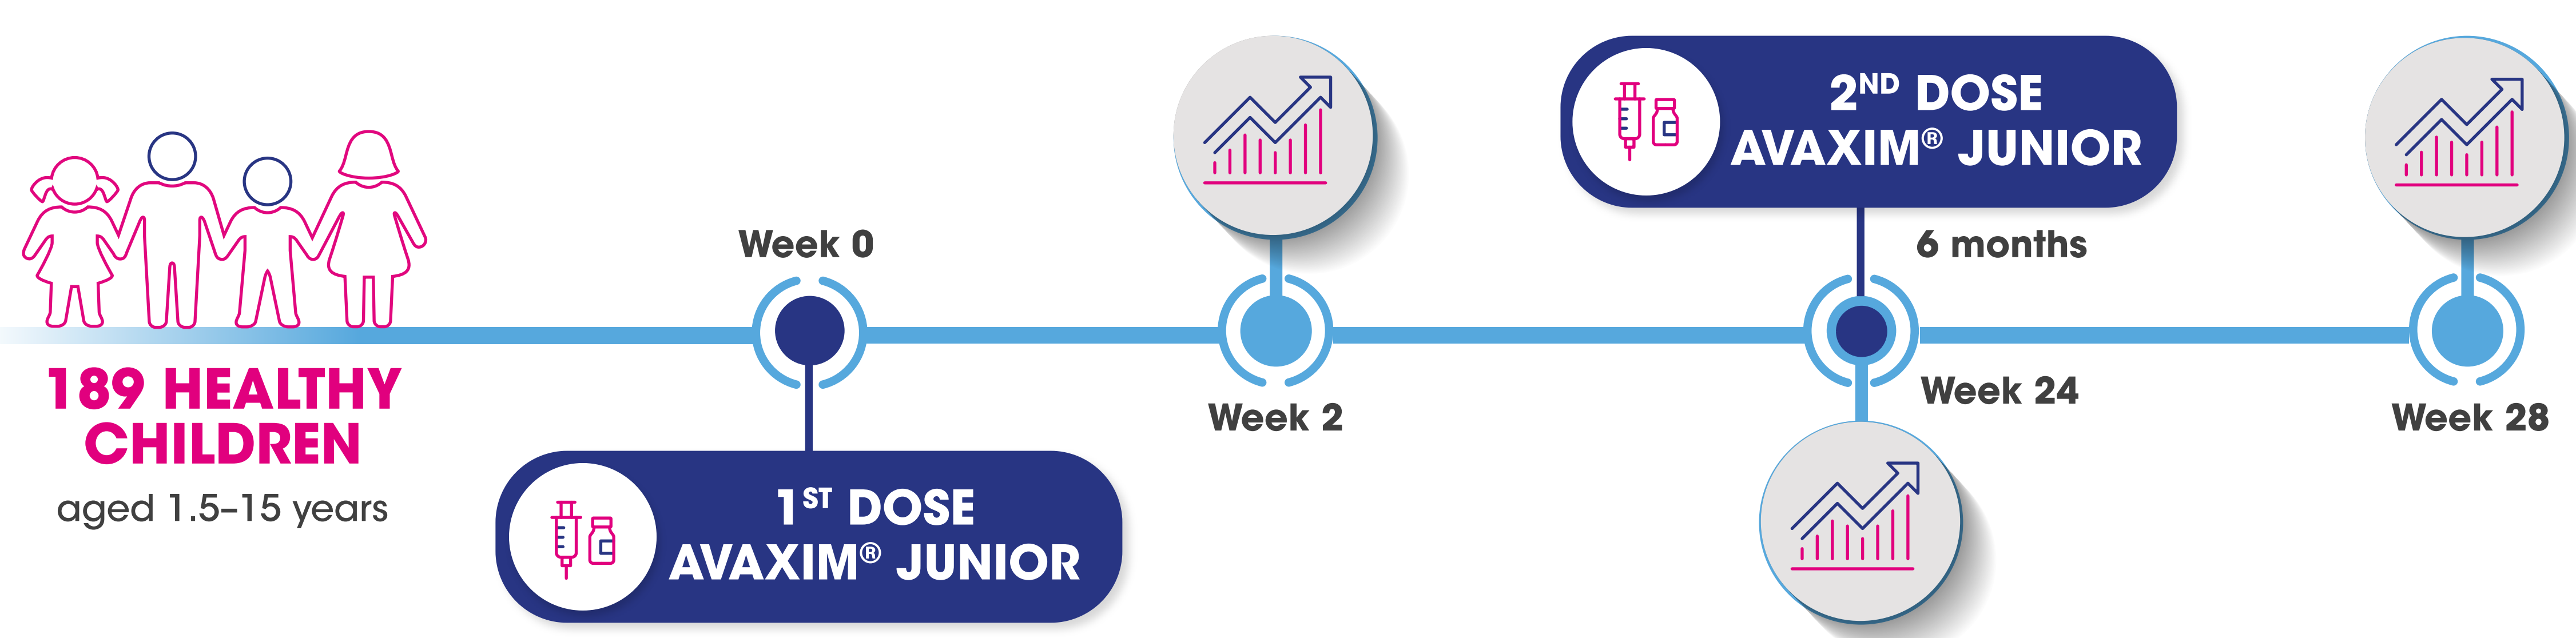 189 HEALTHY
CHILDREN
aged 1.5–15 years
Week 0
1ST DOSE
AVAXIM® JUNIOR
Week 2
2ND DOSE
AVAXIM® JUNIOR
6 months
Week 24
Week 28